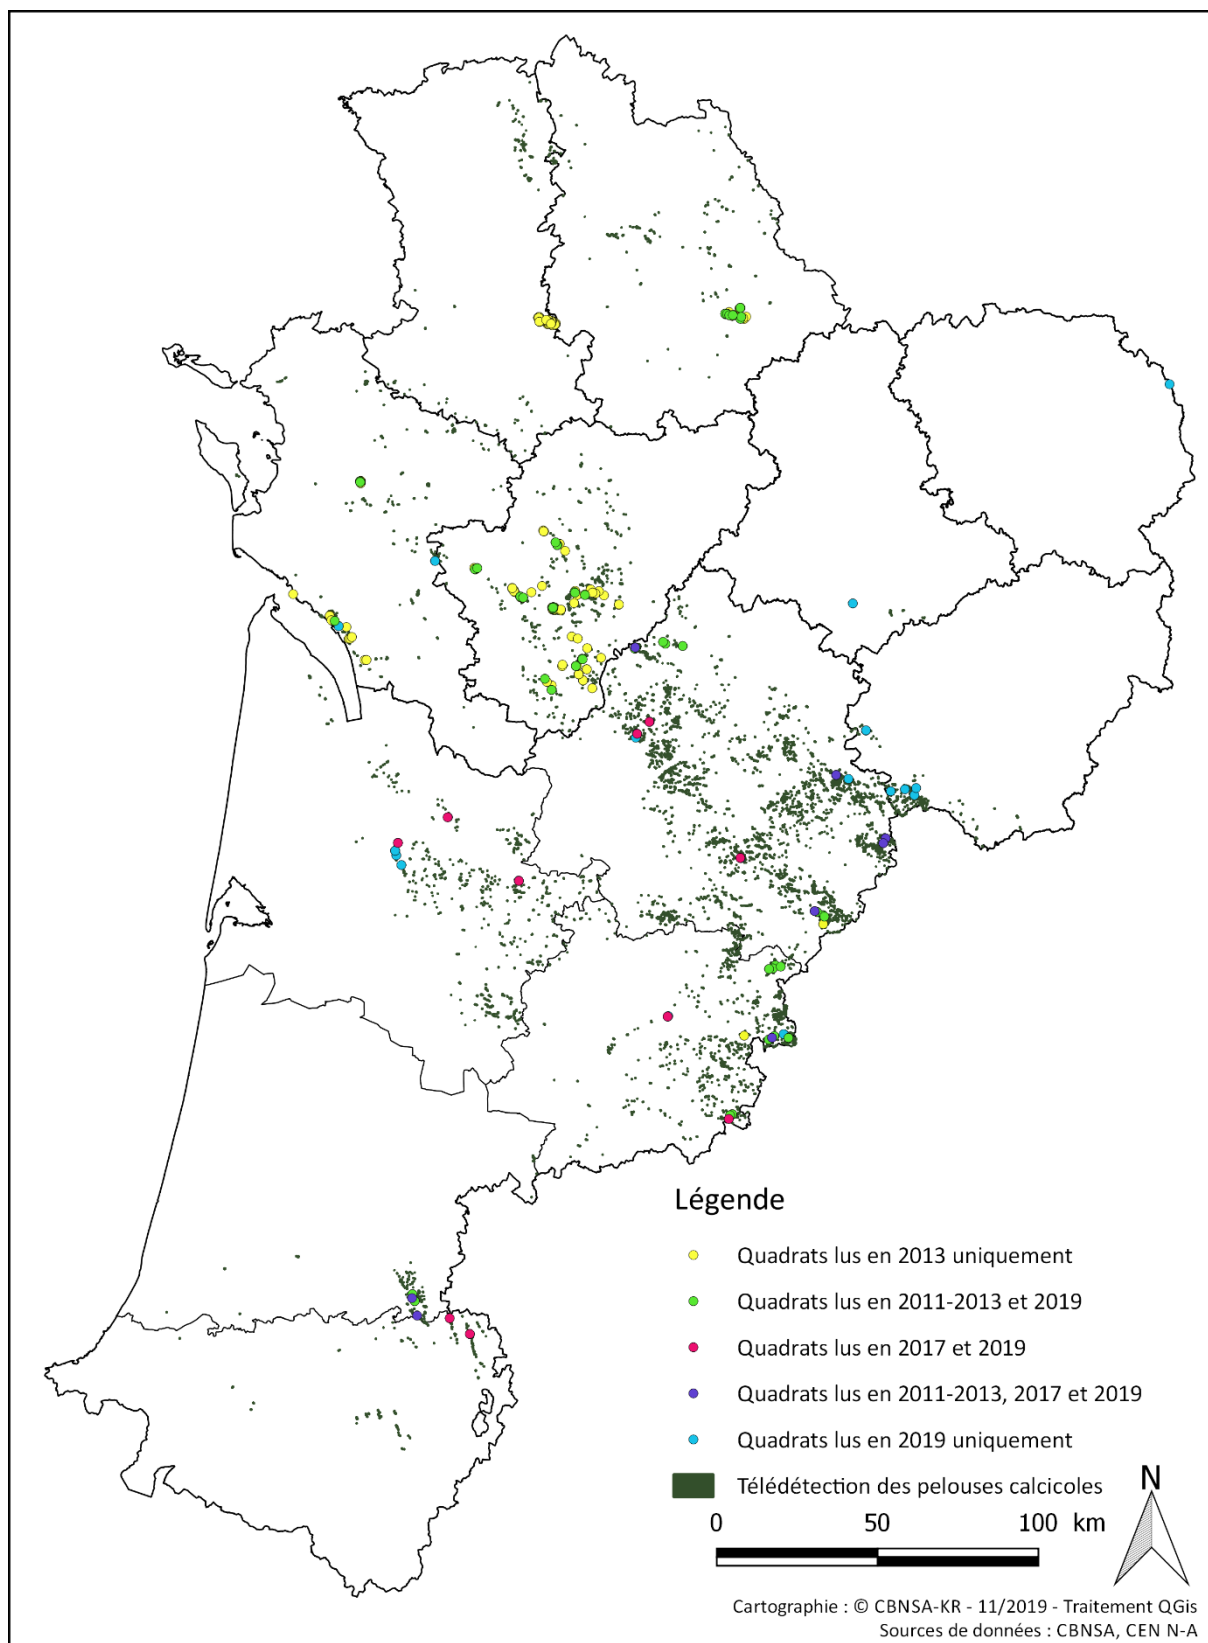 Légende
Quadrats lus en 2013 uniquement
Quadrats lus en 2011-2013 et 2019
Quadrats lus en 2017 et 2019
Quadrats lus en 2011-2013, 2017 et 2019
Quadrats lus en 2019 uniquement
Télédétection des pelouses calcicoles
N
0 50 100 km
Cartographie : © CBNSA-KR - 11/2019 - Traitement QGis
Sources de données : CBNSA, CEN N-A